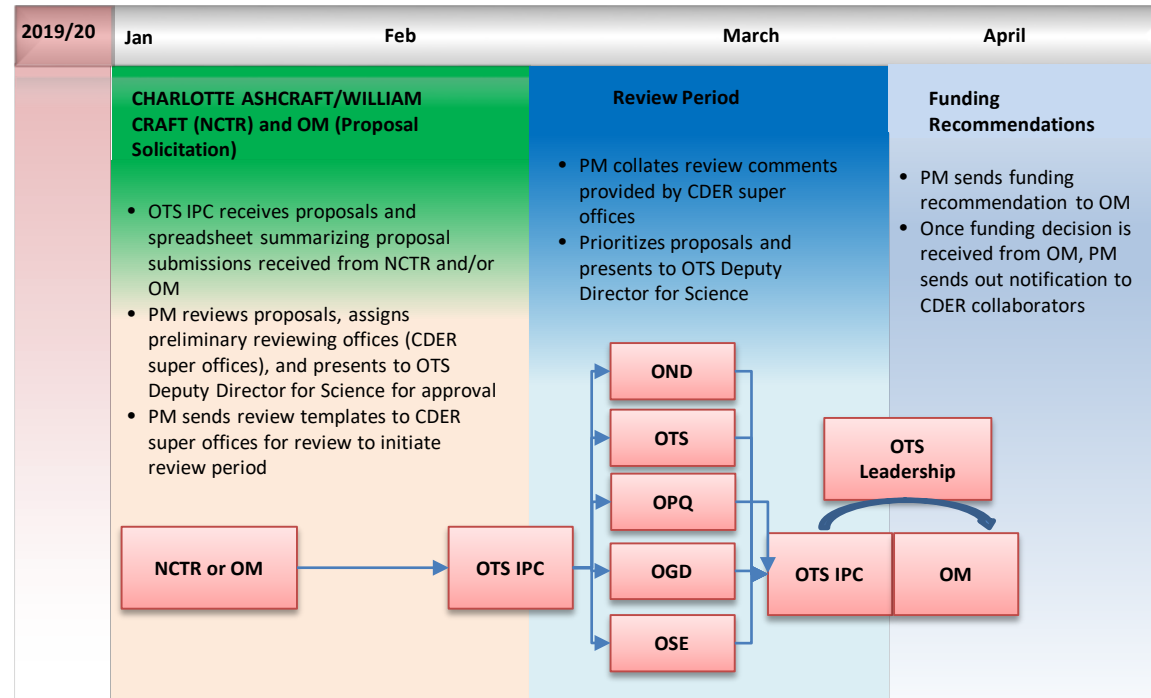 2019/20
Jan
Feb
March
April
CHARLOTTE ASHCRAFT/WILLIAM
CRAFT (NCTR) and OM (Proposal
Solicitation)
• OTS IPC receives proposals and
spreadsheet summarizing proposal
submissions received from NCTR and/or
OM
• PM reviews proposals, assigns
preliminary reviewing offices (CDER
super offices), and presents to OTS
Deputy Director for Science for approval
• PM sends review templates to CDER
super offices for review to initiate
review period
Review Period
• PM collates review comments
provided by CDER super
offices
• Prioritizes proposals and
presents to OTS Deputy
Director for Science
Funding
Recommendations
• PM sends funding
recommendation to OM
• Once funding decision is
received from OM, PM
sends out notification to
CDER collaborators
NCTR or OM
OTS IPC
OND
OTS
OPQ
OGD
OSE
OTS
Leadership
OTS IPC
OM